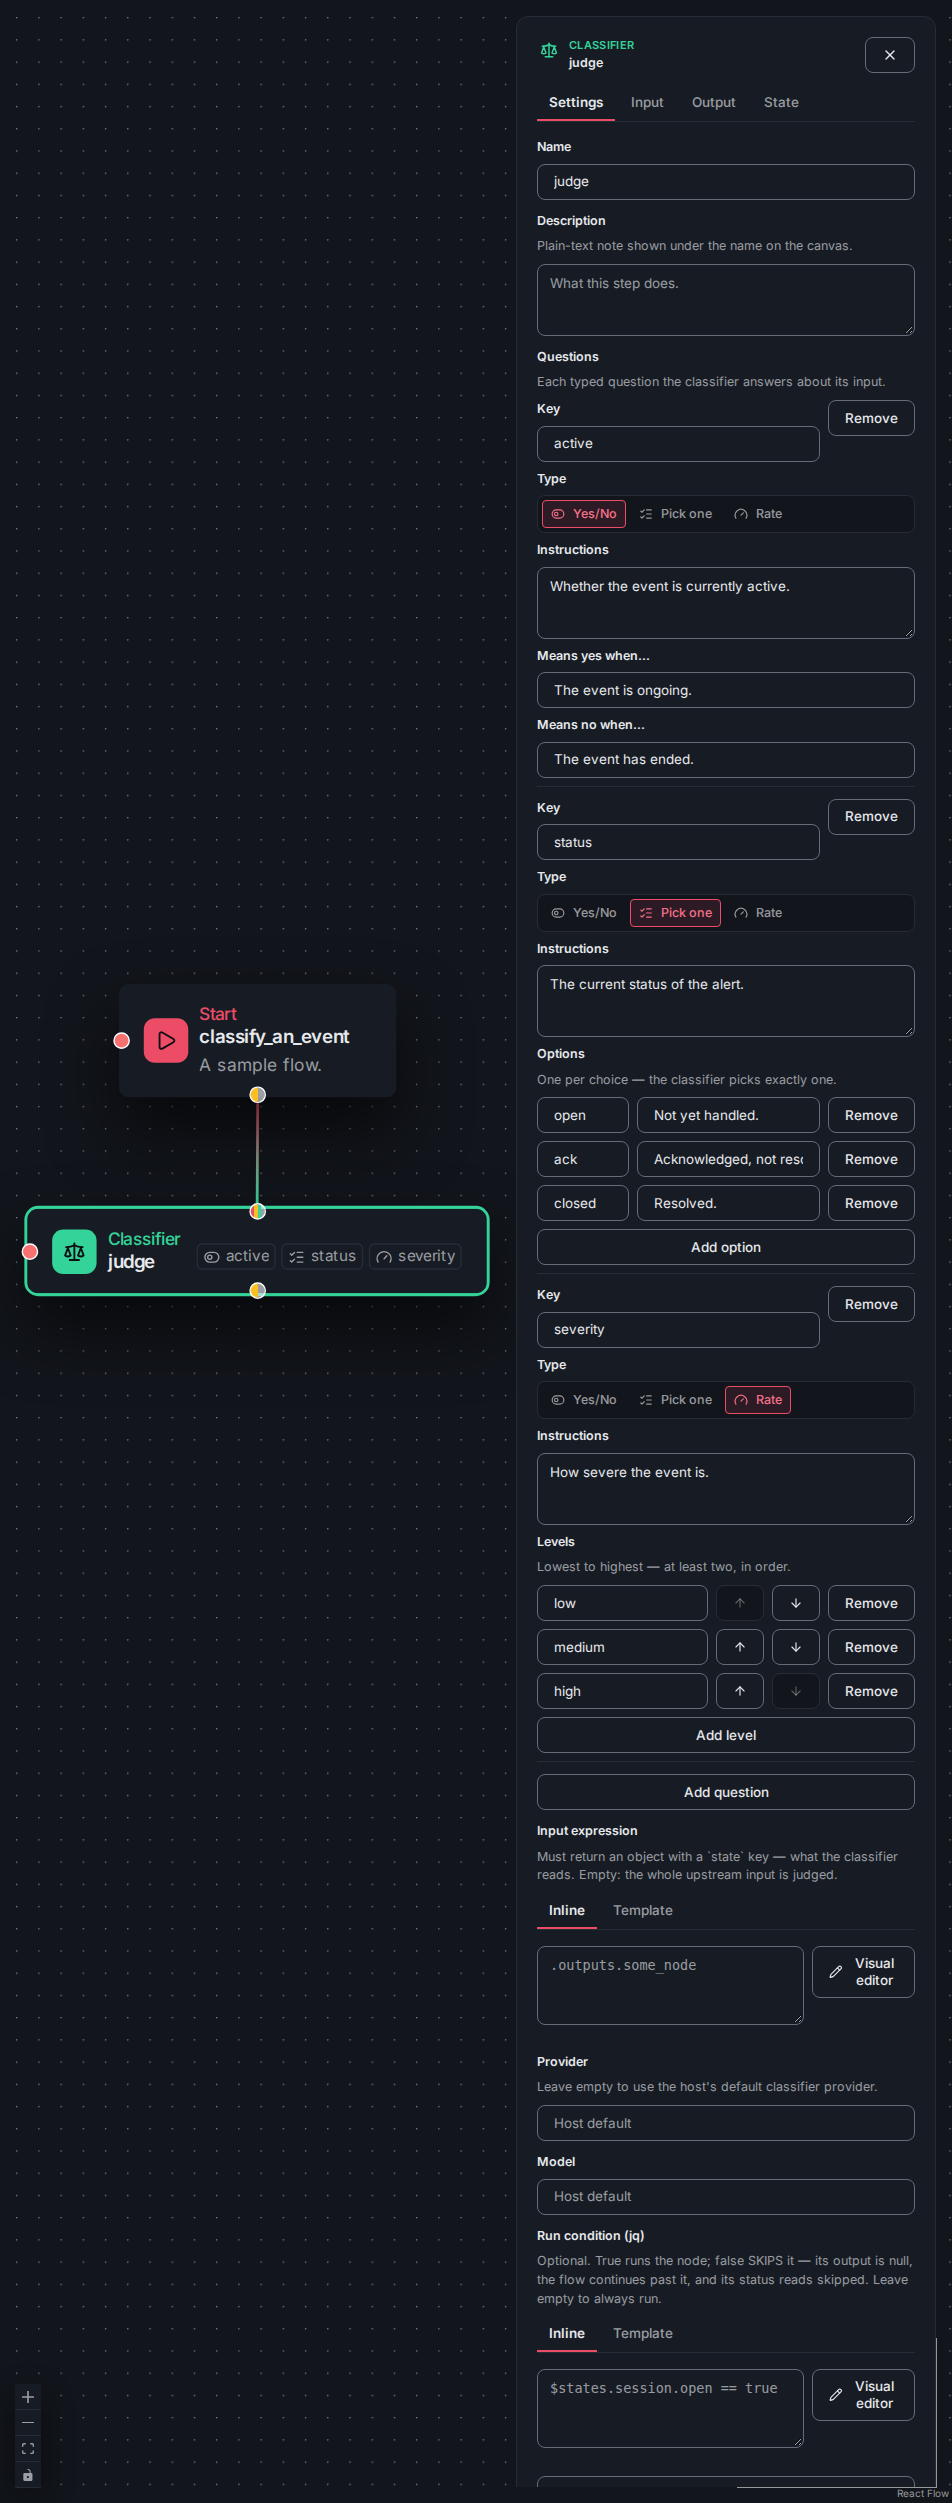 CLASSIFIER
judge
Settings Input Output State
Name
judge
Description
Plain-text note shown under the name on the canvas.
What this step does.
Questions
Each typed question the classifier answers about its input.
Key
Remove
active
Type
Yes/No Pick one Rate
Instructions
Whether the event is currently active.
Means yes when...
The event is ongoing.
Means no when...
The event has ended.
Key
Remove
status
Type
Yes/No Pick one Rate
Instructions
The current status of the alert.
Options
One per choice — the classifier picks exactly one.
open Not yet handled. Remove
ack Acknowledged, not reso Remove
closed Resolved. Remove
Add option
Key
Remove
severity
Type
Yes/No Pick one Rate
Instructions
How severe the event is.
Levels
Lowest to highest — at least two, in order.
low Remove
medium Remove
high Remove
Add level
Add question
Input expression
Must return an object with a `state` key — what the classifier
reads. Empty: the whole upstream input is judged.
Inline Template
.outputs.some_node
Visual
editor
Provider
Leave empty to use the host's default classifier provider.
Host default
Model
Host default
Run condition (jq)
Optional. True runs the node; false SKIPS it — its output is null,
the flow continues past it, and its status reads skipped. Leave
empty to always run.
Inline Template
$states.session.open == true
Visual
editor
Start
classify_an_event
A sample flow.
Classifier
judge
active status severity
React Flow